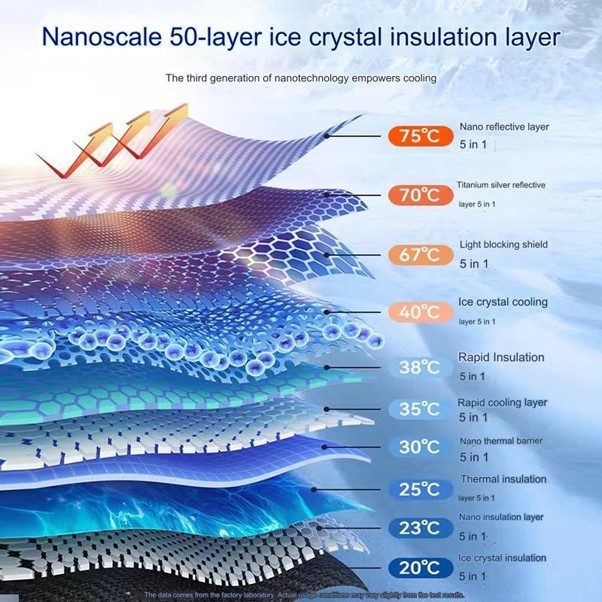 Nanoscale 50-layer ice crystal insulation layer
The third generation of nanotechnology empowers cooling
75°C
Nano reflective layer
5 in 1
70°C
Titanium silver reflective
layer 5 in 1
67°C
Light blocking shield
5 in 1
40°C
Ice crystal cooling
layer 5 in 1
38°C
Rapid Insulation
5 in 1
35°C
Rapid cooling layer
5 in 1
30°C
Nano thermal barrier
5 in 1
25°C
Thermal insulation
layer 5 in 1
23°C
Nano insulation layer
5 in 1
20°C
Ice crystal insulation
5 in 1
The data comes from the factory laboratory. Actual usage conditions may vary slightly from the test results.